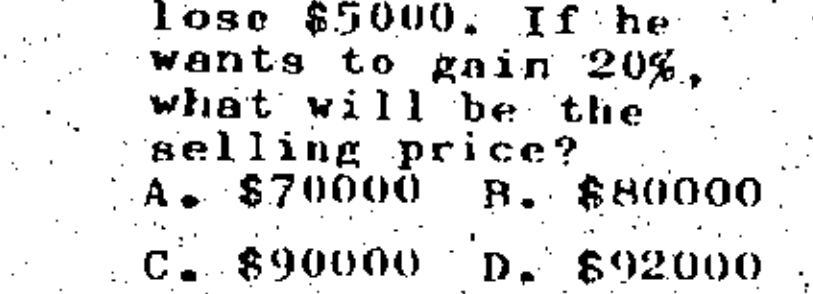 lose $5000. If he
wants to gain 20%,
what will be the
selling price?
A. $70000 B. $80000
C. $90000 D. $92000